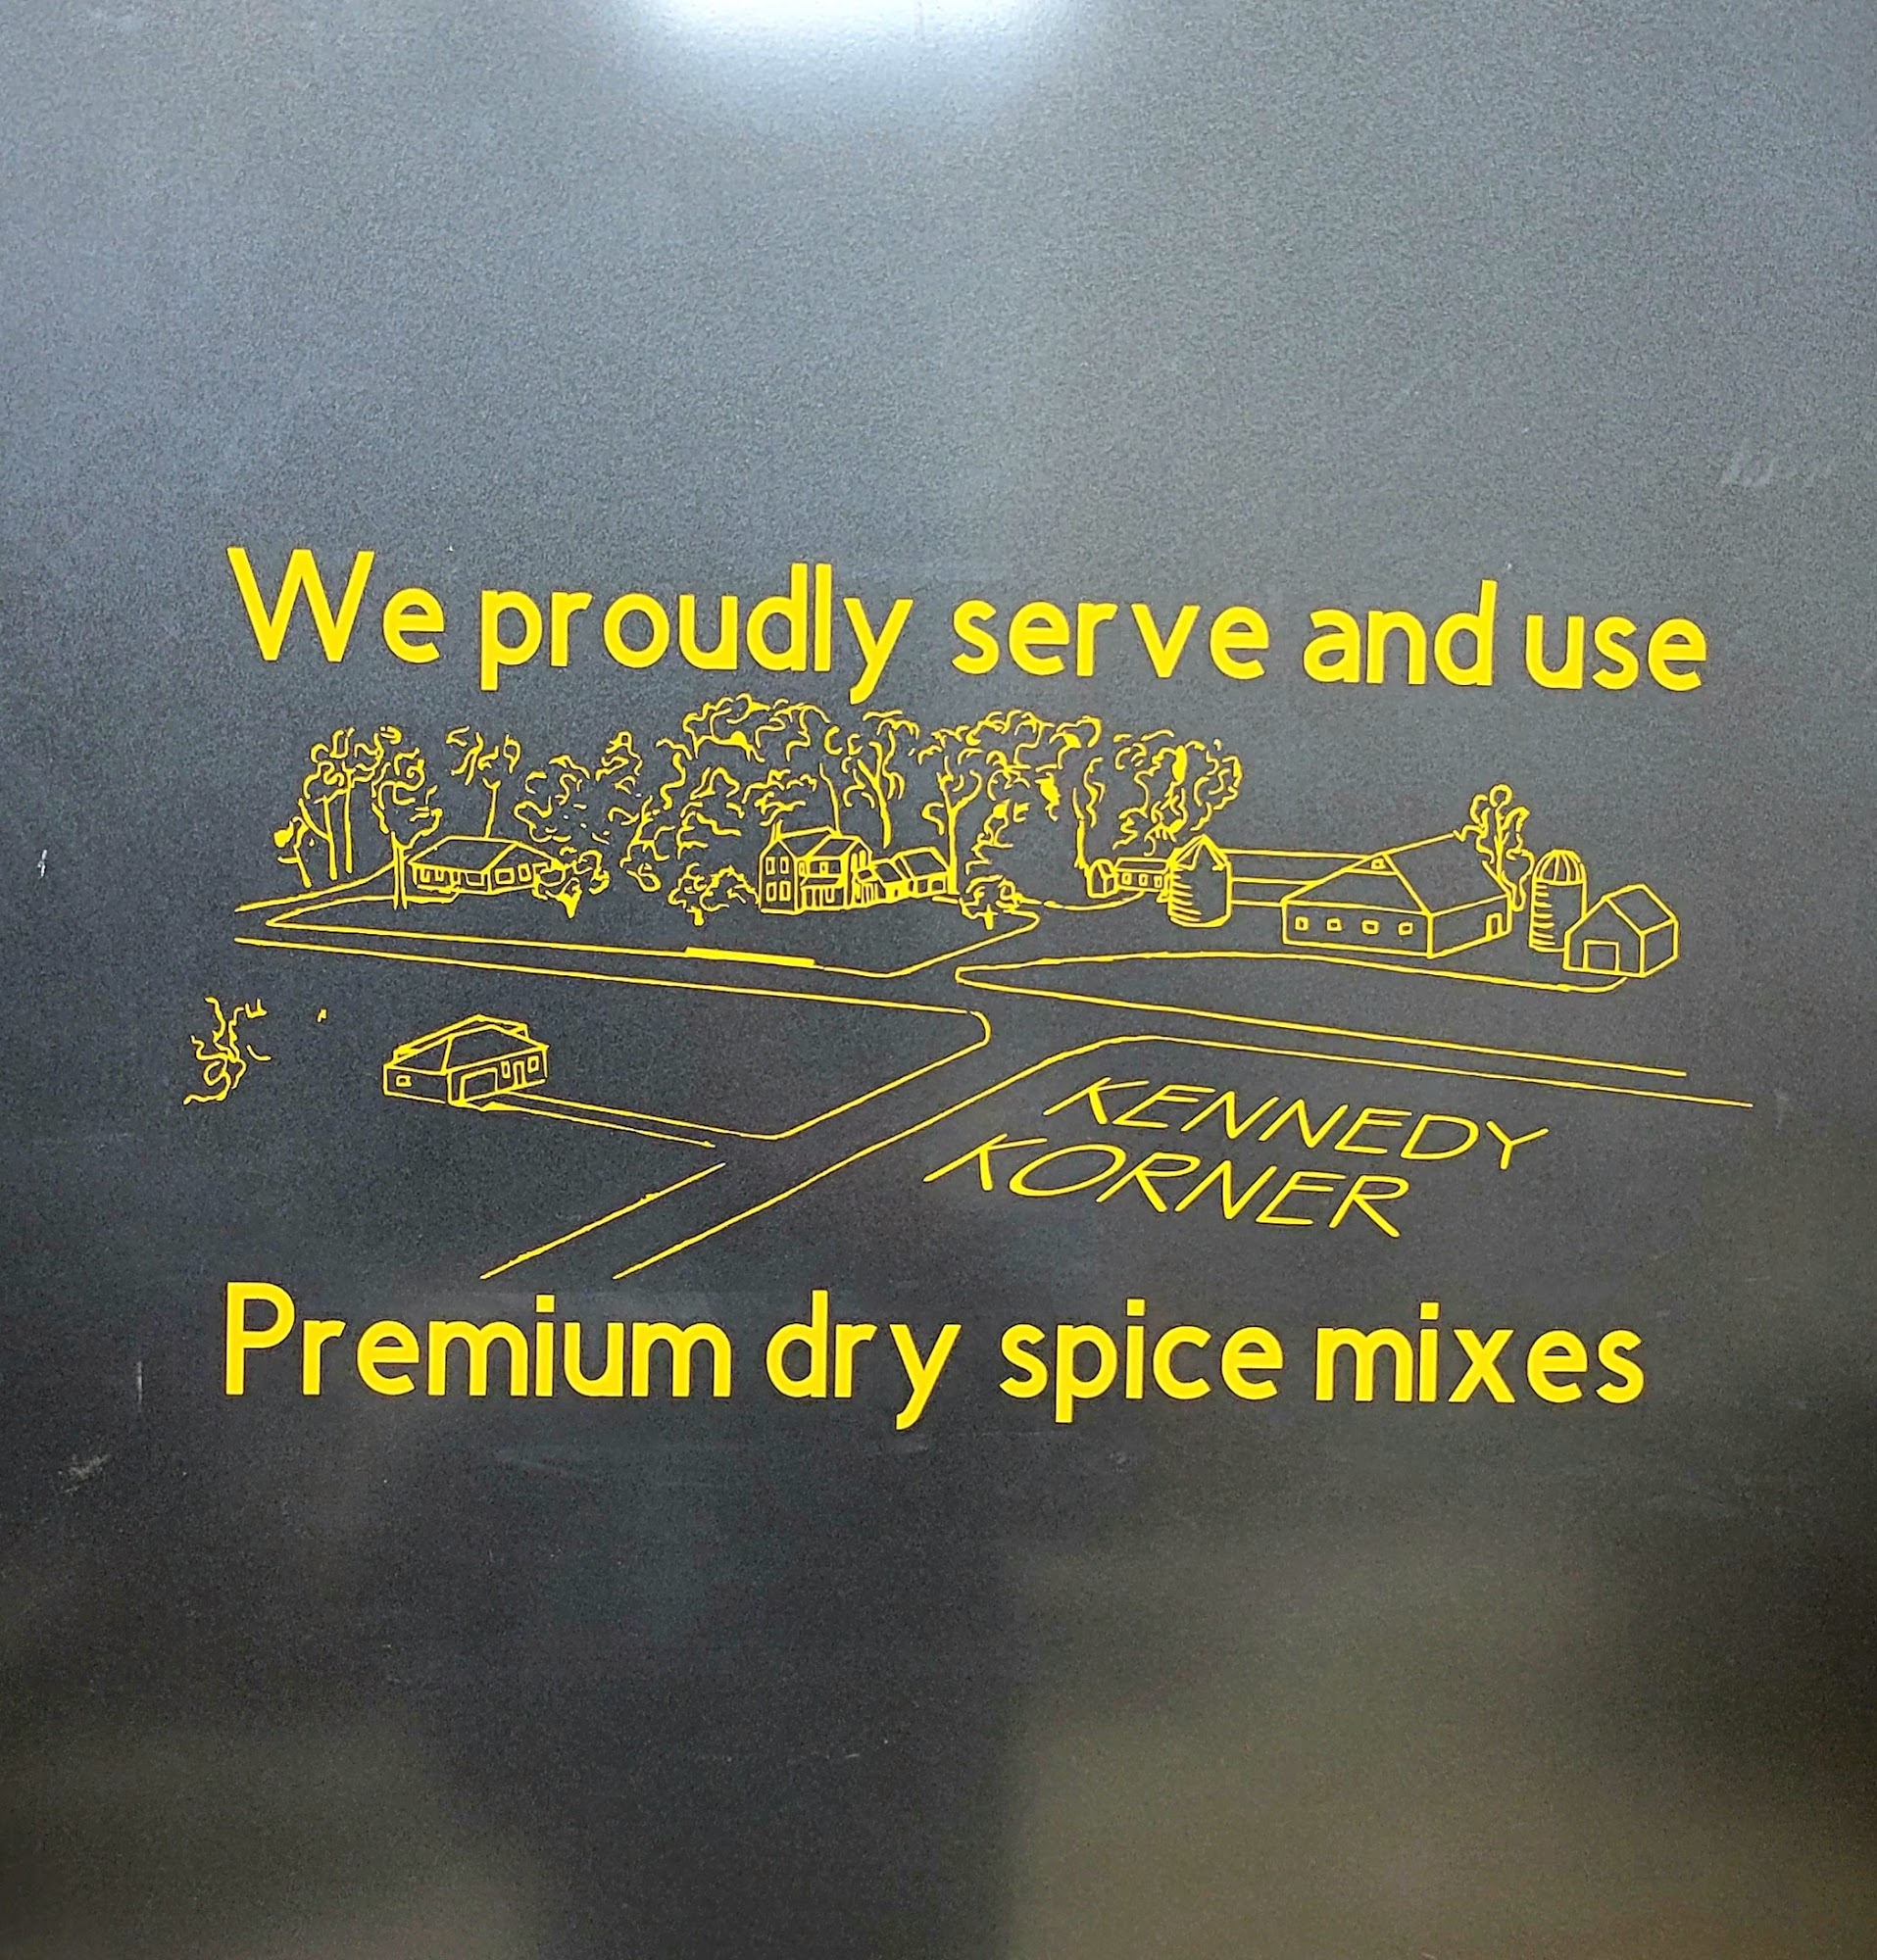 We proudly serve and use
KENNEDY
KORNER
Premium dry spice mixes